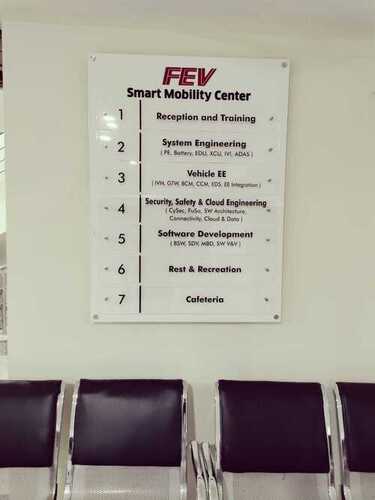 FEV
Smart Mobility Center
1 Reception and Training
2 System Engineering
( PE, Battery, EDU, XCU, IVI, ADAS )
3 Vehicle EE
( IVN, GTW, BCM, CCM, EDS, EE Integration )
4 Security, Safety & Cloud Engineering
( CySec, FuSa, SW Architecture,
Connectivity, Cloud & Data )
5 Software Development
( BSW, SDV, MBD, SW V&V )
6 Rest & Recreation
7 Cafeteria